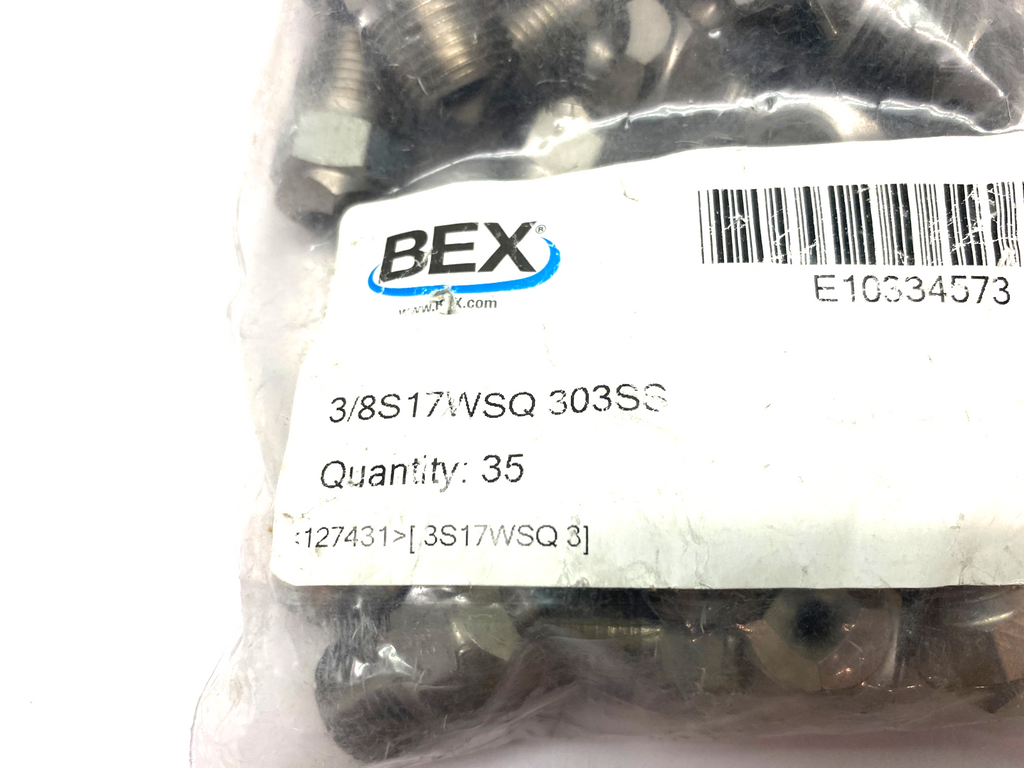 BEX®
E10334573
3/8S17WSQ 303SS
Quantity: 35
<127431>[.3S17WSQ 3]